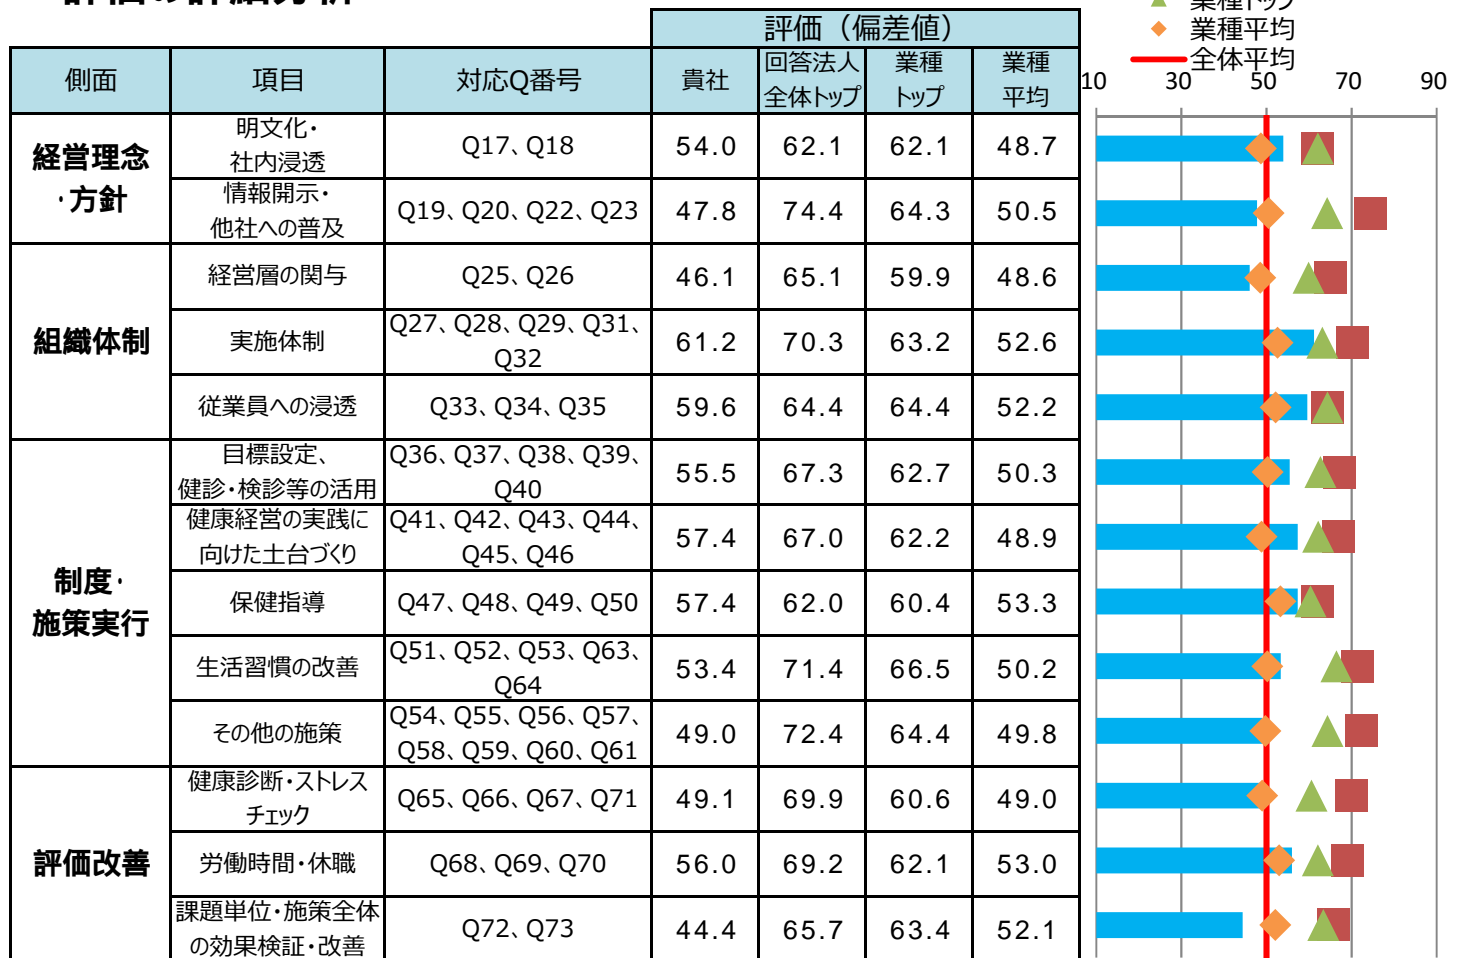 評価の詳細分析
業種トップ
業種平均
全体平均
評価（偏差値）
側面 項目 対応Q番号 貴社 回答法人全体トップ 業種トップ 業種平均
10 30 50 70 90
経営理念・方針
明文化・社内浸透 Q17、Q18 54.0 62.1 62.1 48.7
情報開示・他社への普及 Q19、Q20、Q22、Q23 47.8 74.4 64.3 50.5
組織体制
経営層の関与 Q25、Q26 46.1 65.1 59.9 48.6
実施体制 Q27、Q28、Q29、Q31、Q32 61.2 70.3 63.2 52.6
従業員への浸透 Q33、Q34、Q35 59.6 64.4 64.4 52.2
制度・施策実行
目標設定、健診・検診等の活用 Q36、Q37、Q38、Q39、Q40 55.5 67.3 62.7 50.3
健康経営の実践に向けた土台づくり Q41、Q42、Q43、Q44、Q45、Q46 57.4 67.0 62.2 48.9
保健指導 Q47、Q48、Q49、Q50 57.4 62.0 60.4 53.3
生活習慣の改善 Q51、Q52、Q53、Q63、Q64 53.4 71.4 66.5 50.2
その他の施策 Q54、Q55、Q56、Q57、Q58、Q59、Q60、Q61 49.0 72.4 64.4 49.8
評価改善
健康診断・ストレスチェック Q65、Q66、Q67、Q71 49.1 69.9 60.6 49.0
労働時間・休職 Q68、Q69、Q70 56.0 69.2 62.1 53.0
課題単位・施策全体の効果検証・改善 Q72、Q73 44.4 65.7 63.4 52.1